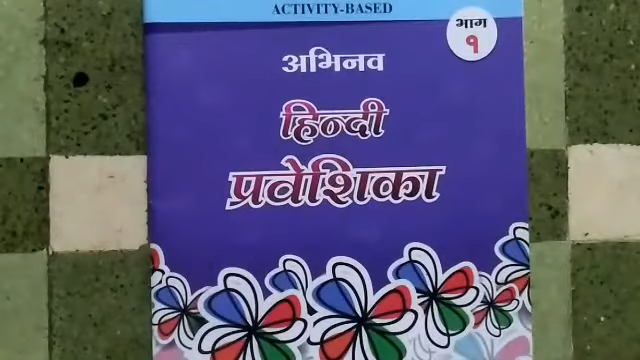 ACTIVITY-BASED
भाग
१
अभिनव
हिन्दी
प्रवेशिका